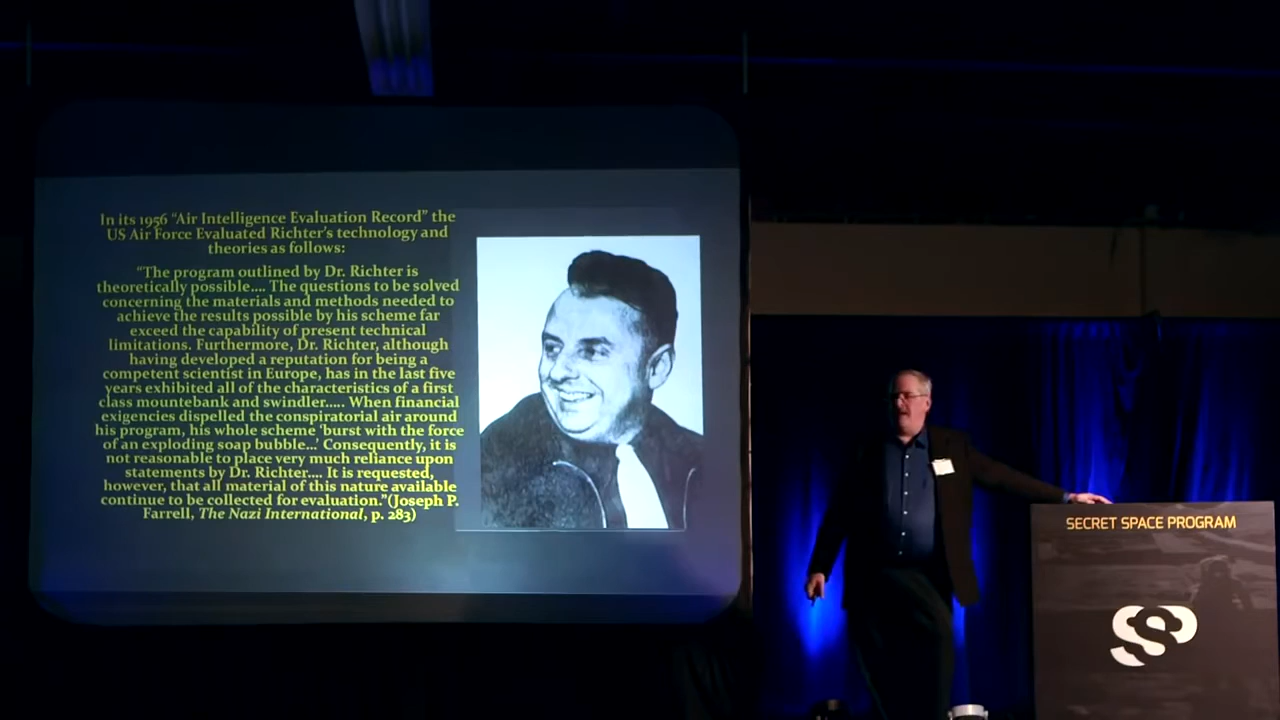 In its 1956 “Air Intelligence Evaluation Record” the
US Air Force Evaluated Richter’s technology and
theories as follows:
“The program outlined by Dr. Richter is
theoretically possible.... The questions to be solved
concerning the materials and methods needed to
achieve the results possible by his scheme far
exceed the capability of present technical
limitations. Furthermore, Dr. Richter, although
having developed a reputation for being a
competent scientist in Europe, has in the last five
years exhibited all of the characteristics of a first
class mountebank and swindler..... When financial
exigencies dispelled the conspiratorial air around
his program, his whole scheme ‘burst with the force
of an exploding soap bubble...’ Consequently, it is
not reasonable to place very much reliance upon
statements by Dr. Richter.... It is requested,
however, that all material of this nature available
continue to be collected for evaluation.”(Joseph P.
Farrell, The Nazi International, p. 283)
SECRET SPACE PROGRAM
SSP